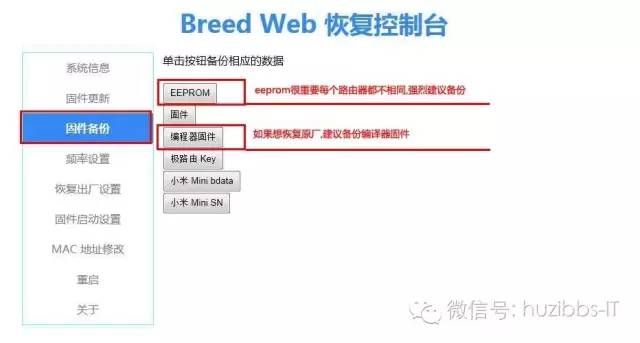 Breed Web 恢复控制台
系统信息
固件更新
固件备份
频率设置
恢复出厂设置
固件启动设置
MAC 地址修改
重启
关于
单击按钮备份相应的数据
EEPROM
eeprom很重要每个路由器都不相同,强烈建议备份
固件
编程器固件
如果想恢复原厂,建议备份编译器固件
极路由 Key
小米 Mini bdata
小米 Mini SN
微信号: huzibbs-IT